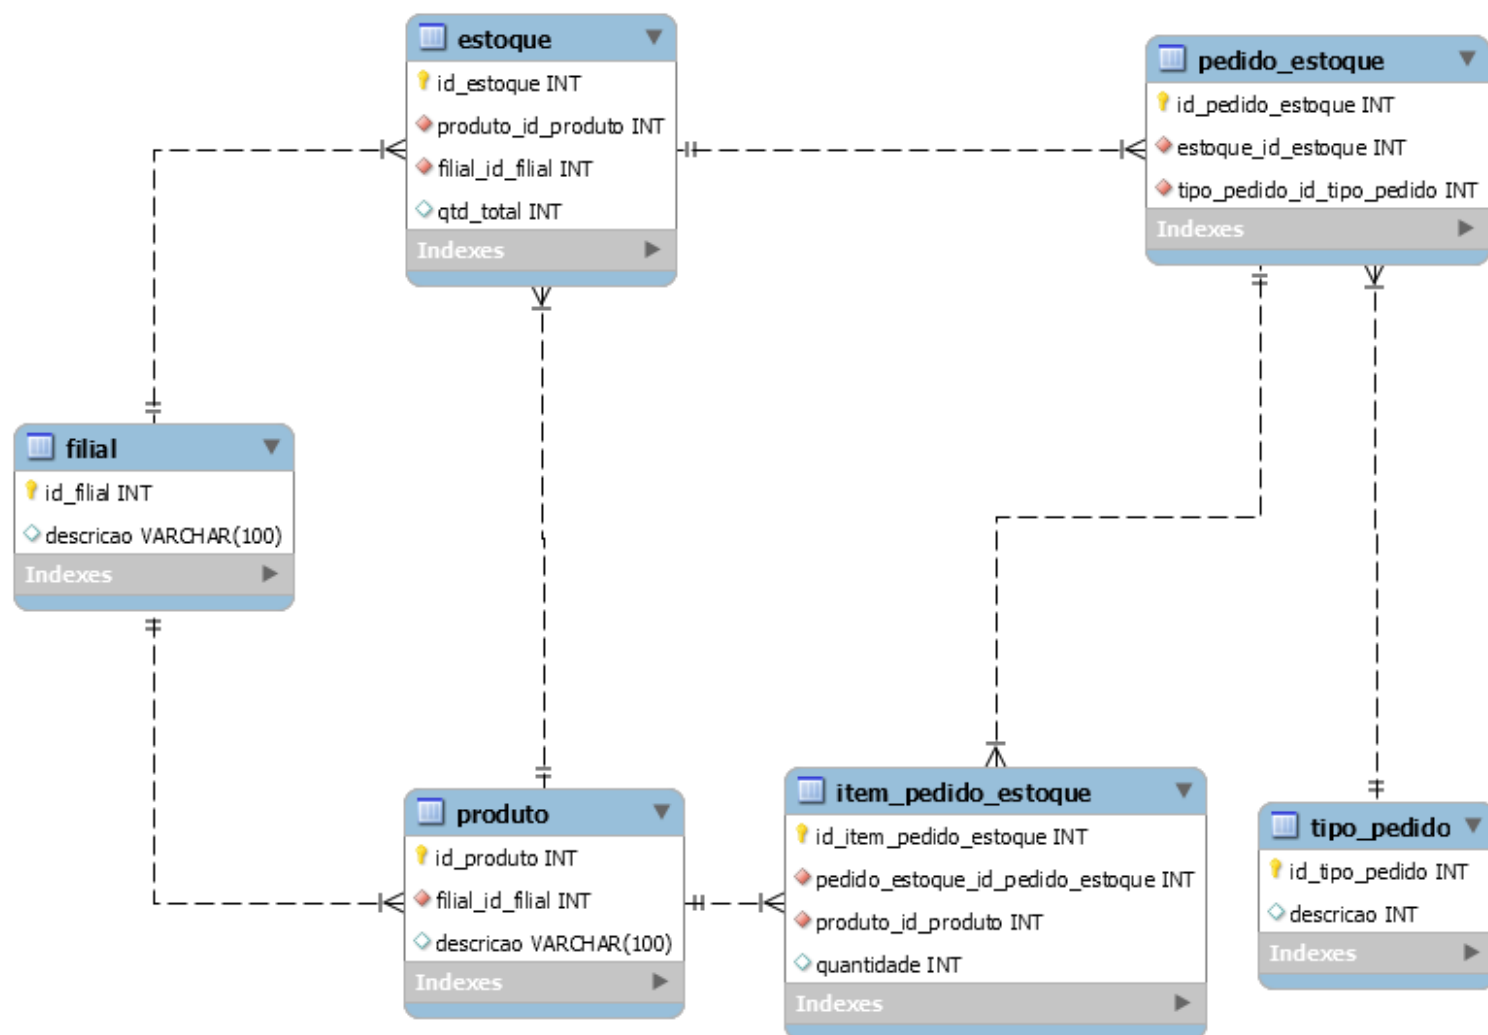 estoque
id_estoque INT
produto_id_produto INT
filial_id_filial INT
qtd_total INT
Indexes
pedido_estoque
id_pedido_estoque INT
estoque_id_estoque INT
tipo_pedido_id_tipo_pedido INT
Indexes
filial
id_filial INT
descricao VARCHAR(100)
Indexes
produto
id_produto INT
filial_id_filial INT
descricao VARCHAR(100)
Indexes
item_pedido_estoque
id_item_pedido_estoque INT
pedido_estoque_id_pedido_estoque INT
produto_id_produto INT
quantidade INT
Indexes
tipo_pedido
id_tipo_pedido INT
descricao INT
Indexes